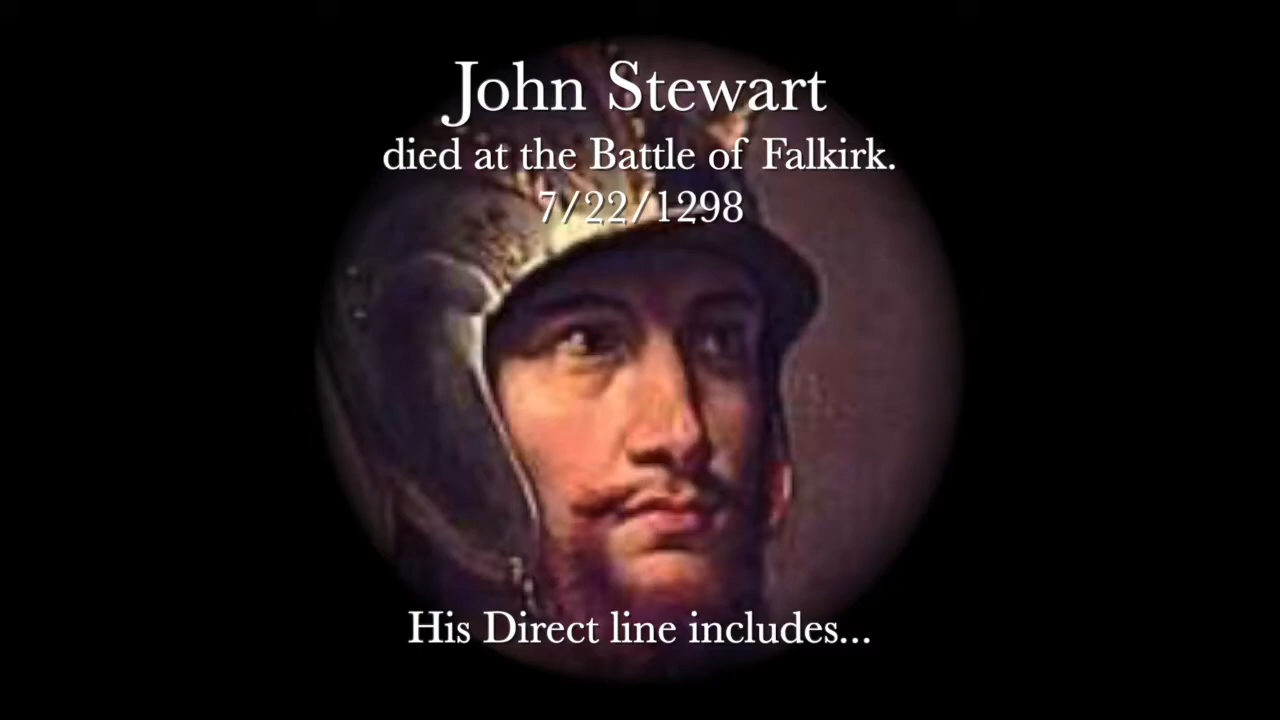 John Stewart
died at the Battle of Falkirk.
7/22/1298
His Direct line includes...